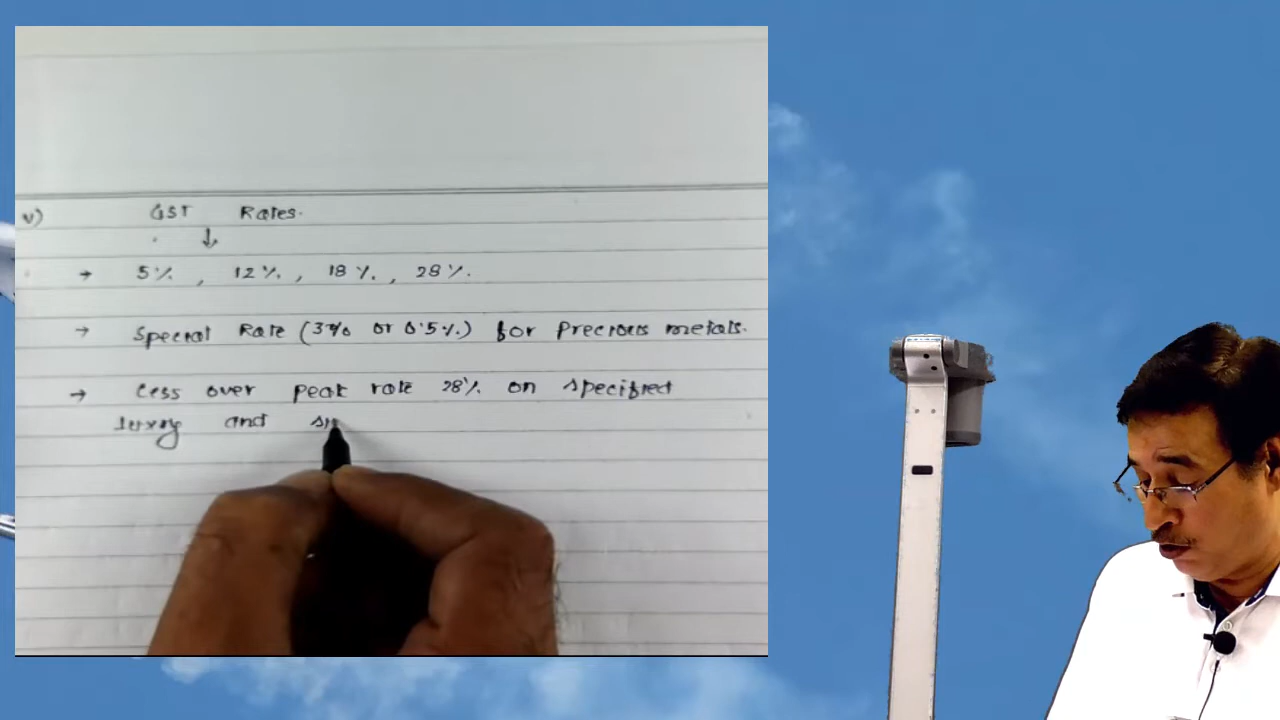 v) GST Rates.
↓
→ 5%, 12%, 18%, 28%.
→ Special Rate (3% or 0.5%) for Precious metals.
→ Cess over peak rate 28% on specified
luxury and